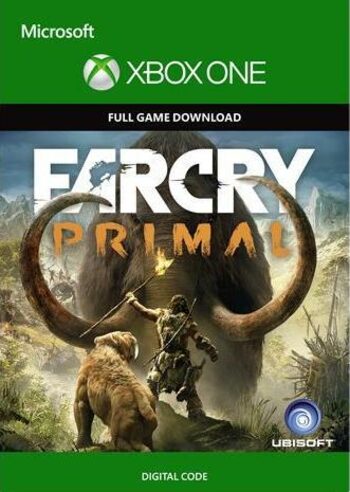 Microsoft
XBOX ONE
FULL GAME DOWNLOAD
FARCRY
PRIMAL
UBISOFT
DIGITAL CODE